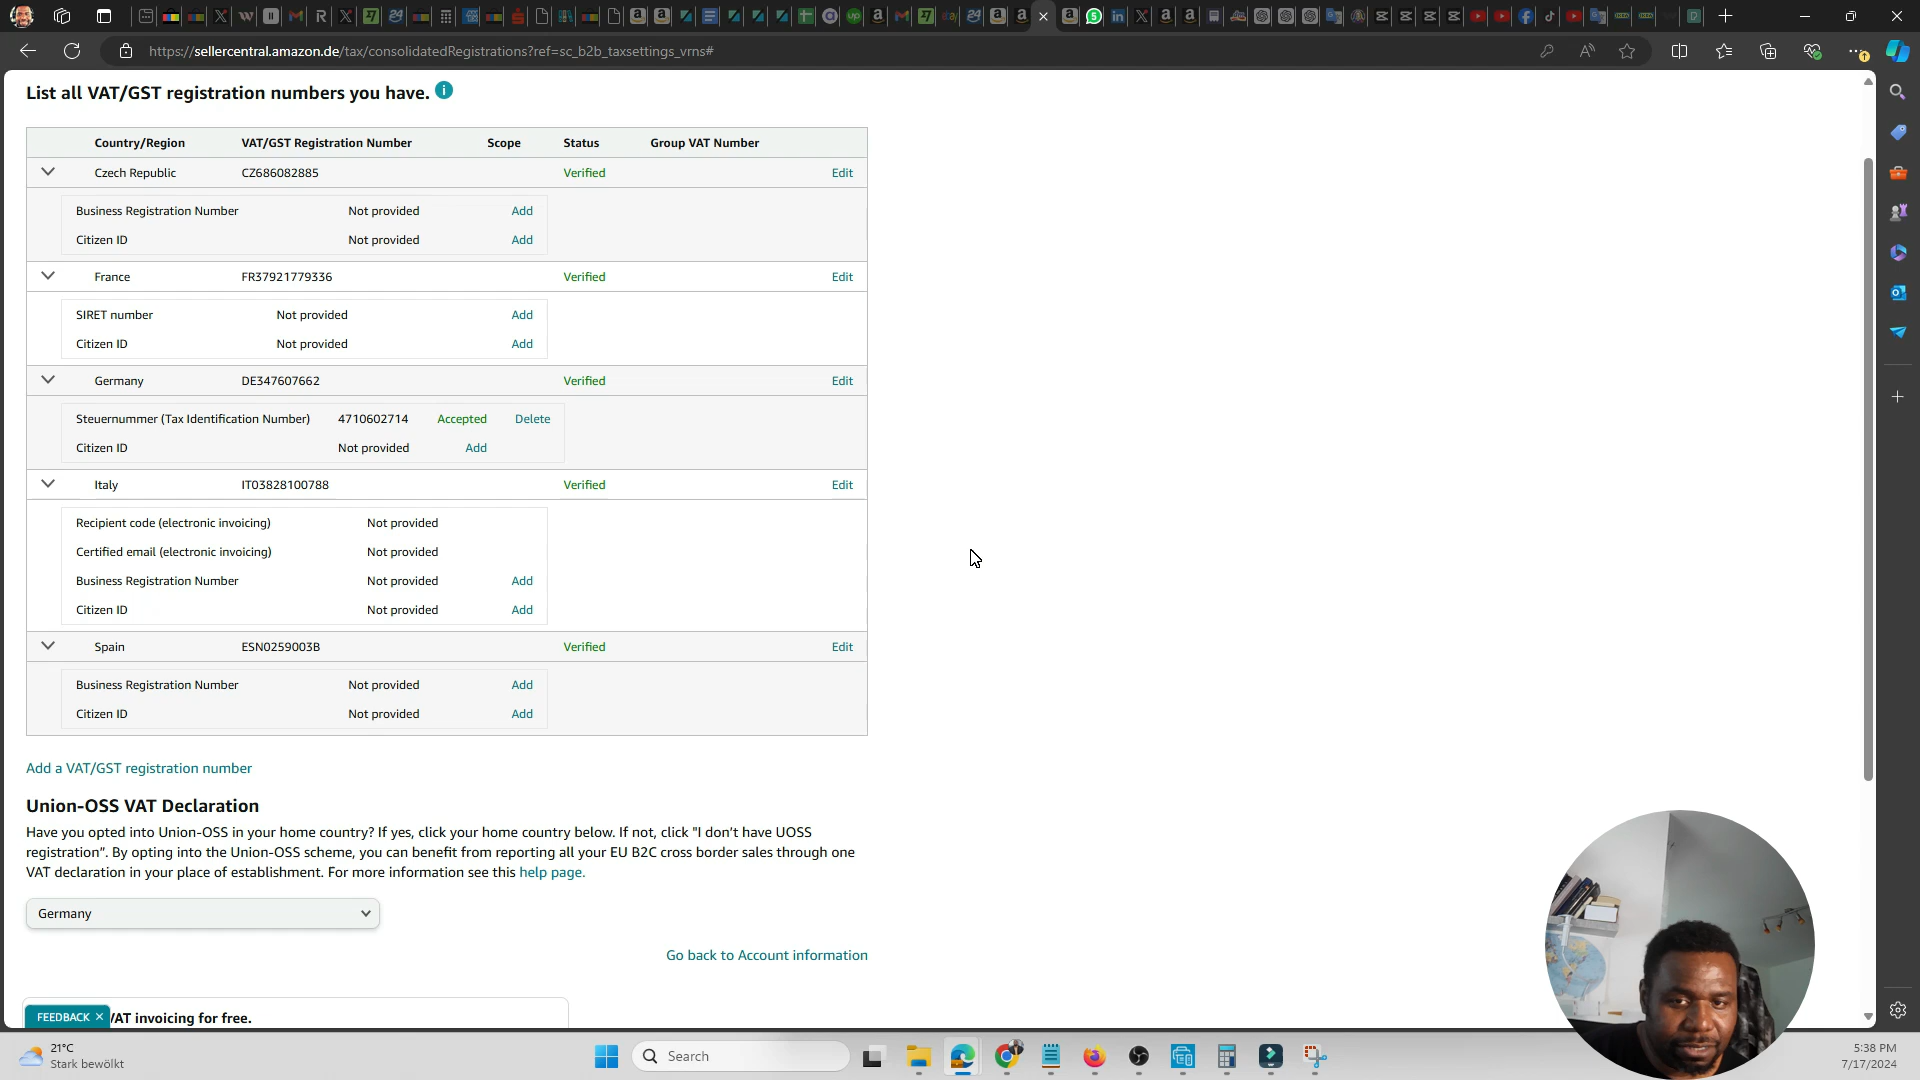 https://sellercentral.amazon.de/tax/consolidatedRegistrations?ref=sc_b2b_taxsettings_vrns#
List all VAT/GST registration numbers you have.
Country/Region VAT/GST Registration Number Scope Status Group VAT Number
Czech Republic CZ686082885 Verified Edit
Business Registration Number Not provided Add
Citizen ID Not provided Add
France FR37921779336 Verified Edit
SIRET number Not provided Add
Citizen ID Not provided Add
Germany DE347607662 Verified Edit
Steuernummer (Tax Identification Number) 4710602714 Accepted Delete
Citizen ID Not provided Add
Italy IT03828100788 Verified Edit
Recipient code (electronic invoicing) Not provided
Certified email (electronic invoicing) Not provided
Business Registration Number Not provided Add
Citizen ID Not provided Add
Spain ESN0259003B Verified Edit
Business Registration Number Not provided Add
Citizen ID Not provided Add
Add a VAT/GST registration number
Union-OSS VAT Declaration
Have you opted into Union-OSS in your home country? If yes, click your home country below. If not, click "I don't have UOSS
registration". By opting into the Union-OSS scheme, you can benefit from reporting all your EU B2C cross border sales through one
VAT declaration in your place of establishment. For more information see this help page.
Germany
Go back to Account information
FEEDBACK × VAT invoicing for free.
21°C
Stark bewölkt
Search
5:38 PM
7/17/2024